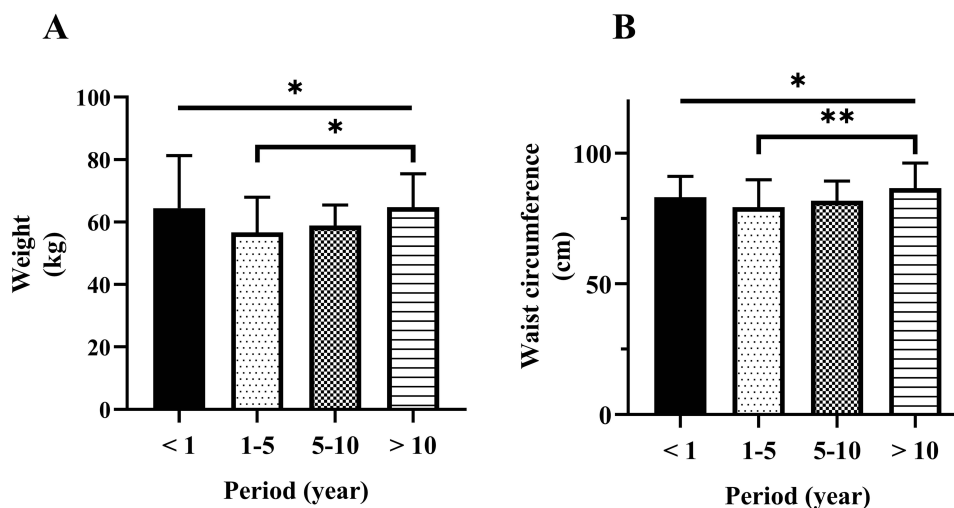 A
Weight
(kg)
100
80
60
40
20
0
*
*
< 1
1-5
5-10
> 10
Period (year)
B
Waist circumference
(cm)
100
50
0
*
**
< 1
1-5
5-10
> 10
Period (year)